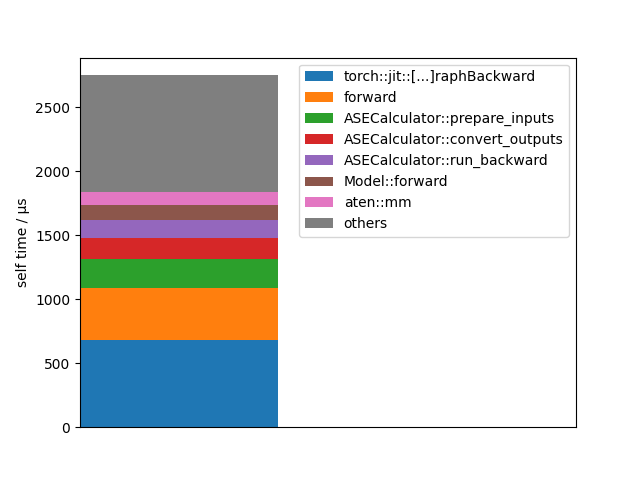 2500
2000
1500
1000
500
0
self time / µs
torch::jit::[...]raphBackward
forward
ASECalculator::prepare_inputs
ASECalculator::convert_outputs
ASECalculator::run_backward
Model::forward
aten::mm
others